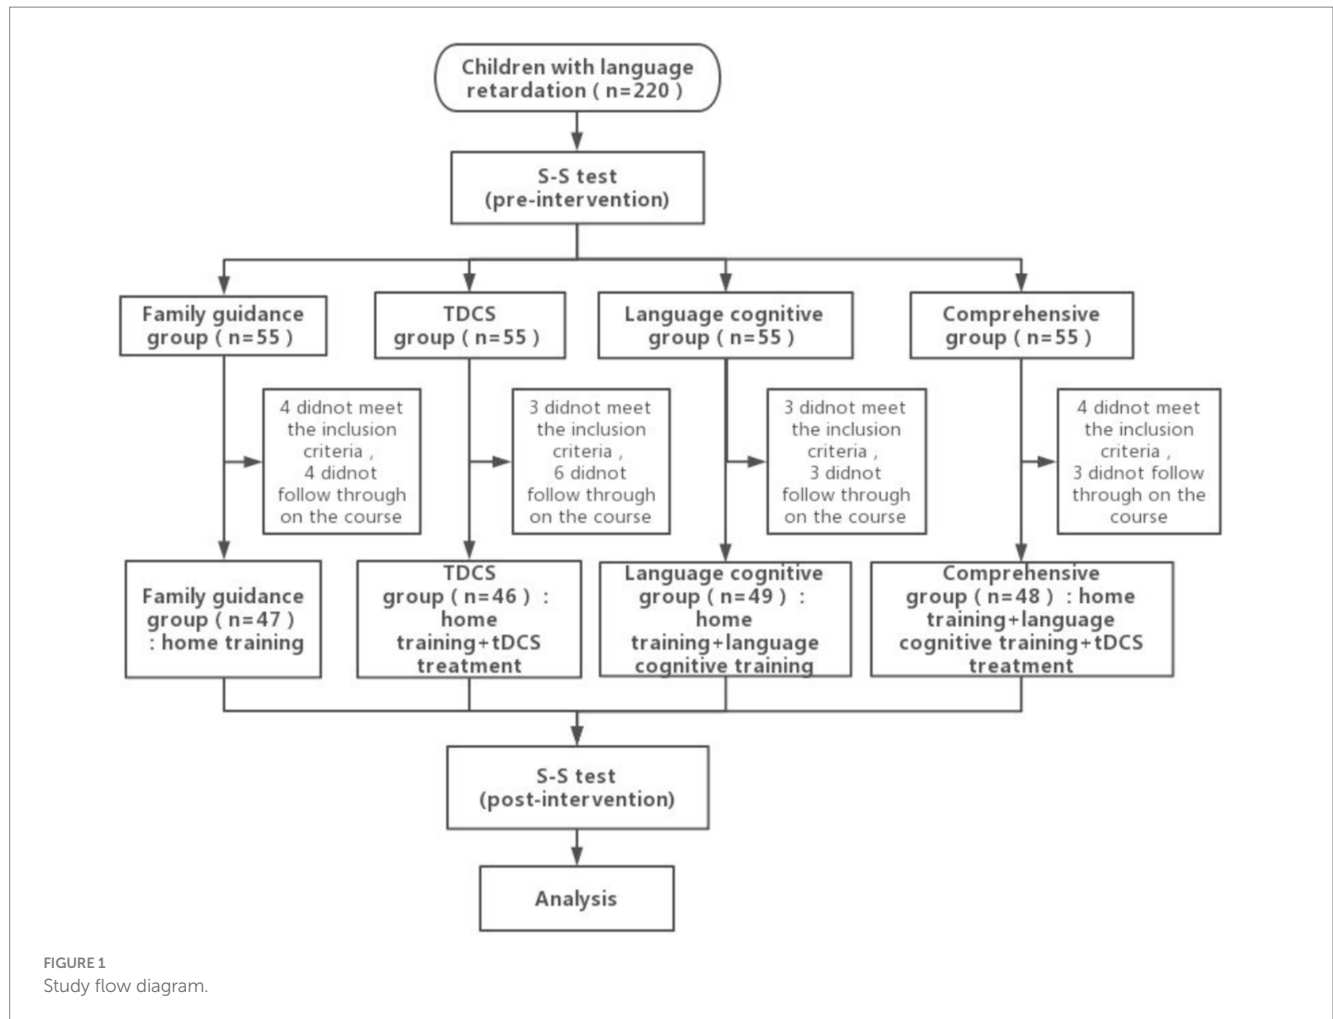 Children with language
retardation ( n=220 )
S-S test
(pre-intervention)
Family guidance
group ( n=55 )
TDCS
group ( n=55 )
Language cognitive
group ( n=55 )
Comprehensive
group ( n=55 )
4 didnot meet
the inclusion
criteria ,
4 didnot
follow through
on the course
3 didnot meet
the inclusion
criteria ,
6 didnot
follow through
on the course
3 didnot meet
the inclusion
criteria ,
3 didnot
follow through
on the course
4 didnot meet
the inclusion
criteria ,
3 didnot follow
through on the
course
Family guidance
group ( n=47 )
: home training
TDCS
group ( n=46 ) :
home
training+tDCS
treatment
Language cognitive
group ( n=49 ) :
home
training+language
cognitive training
Comprehensive
group ( n=48 ) : home
training+language
cognitive training+tDCS
treatment
S-S test
(post-intervention)
Analysis
FIGURE 1
Study flow diagram.